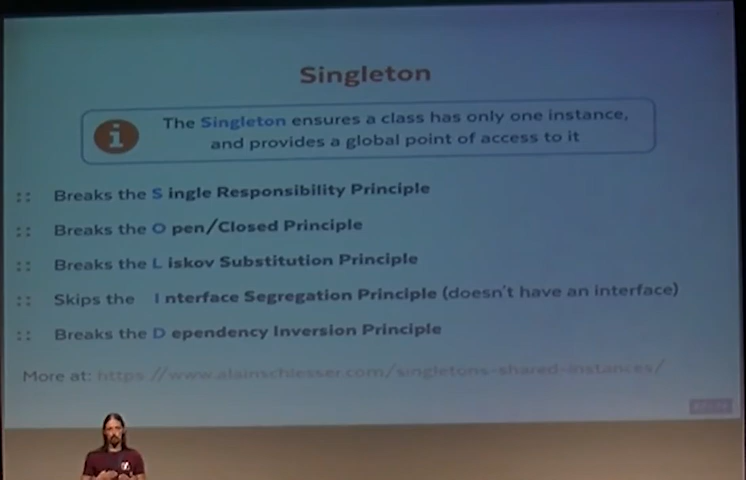 Singleton
i
The Singleton ensures a class has only one instance,
and provides a global point of access to it
:: Breaks the S ingle Responsibility Principle
:: Breaks the O pen/Closed Principle
:: Breaks the L iskov Substitution Principle
:: Skips the I nterface Segregation Principle (doesn't have an interface)
:: Breaks the D ependency Inversion Principle
More at: https://www.alainschlesser.com/singletons-shared-instances/